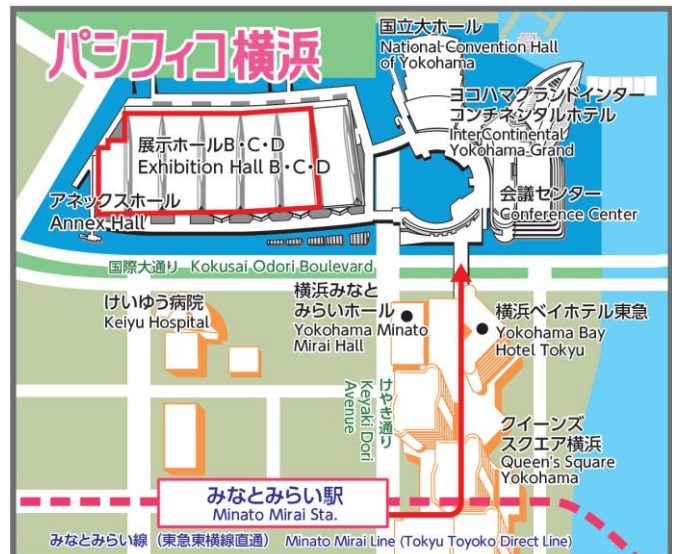 パシフィコ横浜
国立大ホール
National Convention Hall
of Yokohama
ヨコハマグランドインター
コンチネンタルホテル
InterContinental
Yokohama Grand
展示ホールB・C・D
Exhibition Hall B・C・D
アネックスホール
Annex Hall
会議センター
Conference Center
国際大通り Kokusai Odori Boulevard
けいゆう病院
Keiyu Hospital
横浜みなと
みらいホール
Yokohama Minato
Mirai Hall
横浜ベイホテル東急
Yokohama Bay
Hotel Tokyu
けやき通り
Keyaki Dori
Avenue
クイーンズ
スクエア横浜
Queen's Square
Yokohama
みなとみらい駅
Minato Mirai Sta.
みなとみらい線（東急東横線直通） Minato Mirai Line (Tokyu Toyoko Direct Line)